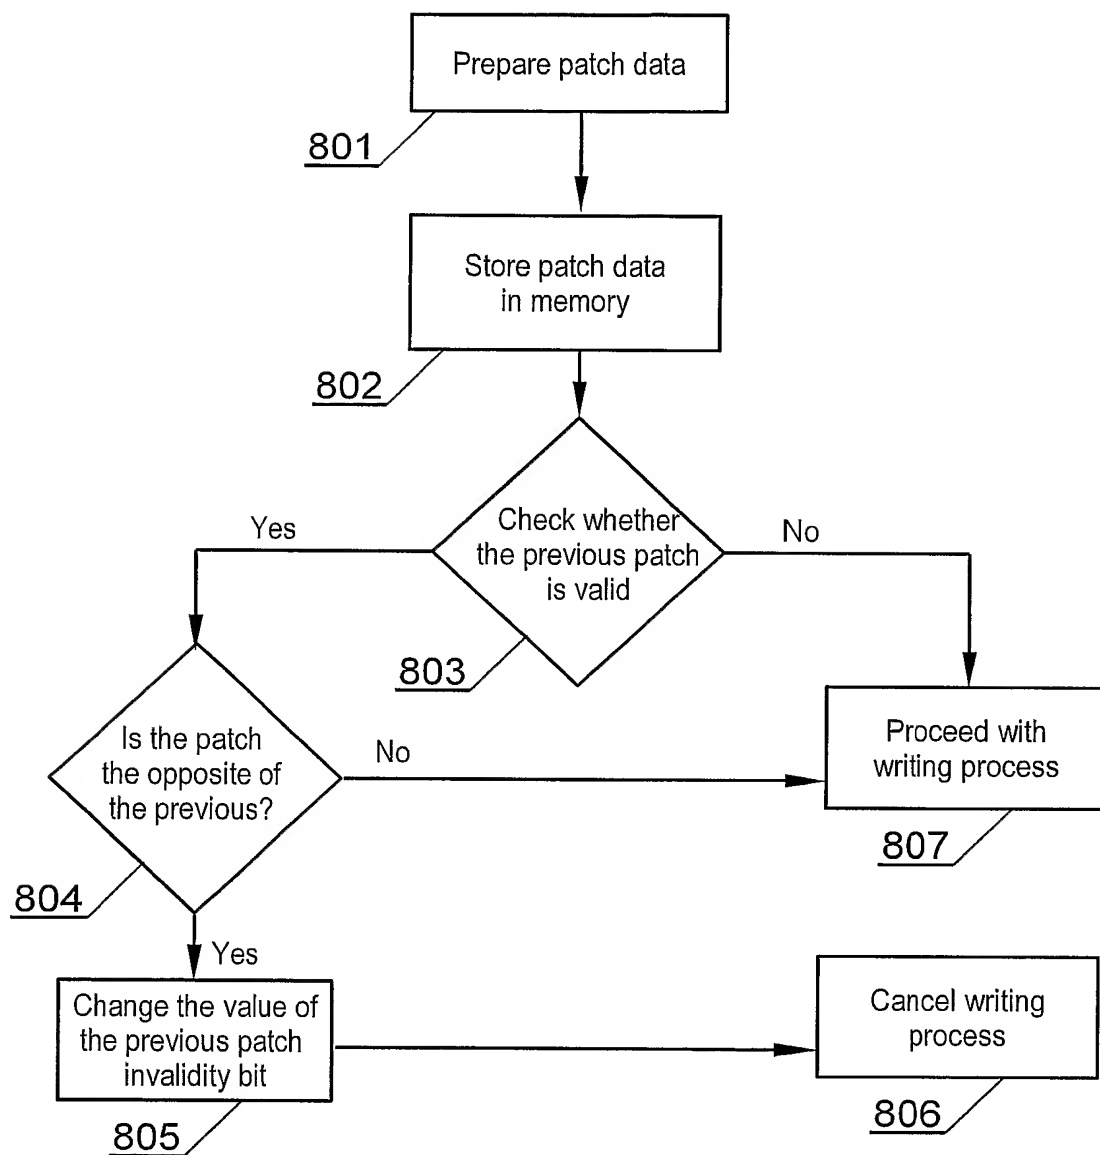 Prepare patch data
801
Store patch data
in memory
802
Check whether
the previous patch
is valid
Yes
No
803
Is the patch
the opposite of
the previous?
No
Proceed with
writing process
807
804
Yes
Change the value of
the previous patch
invalidity bit
Cancel writing
process
806
805